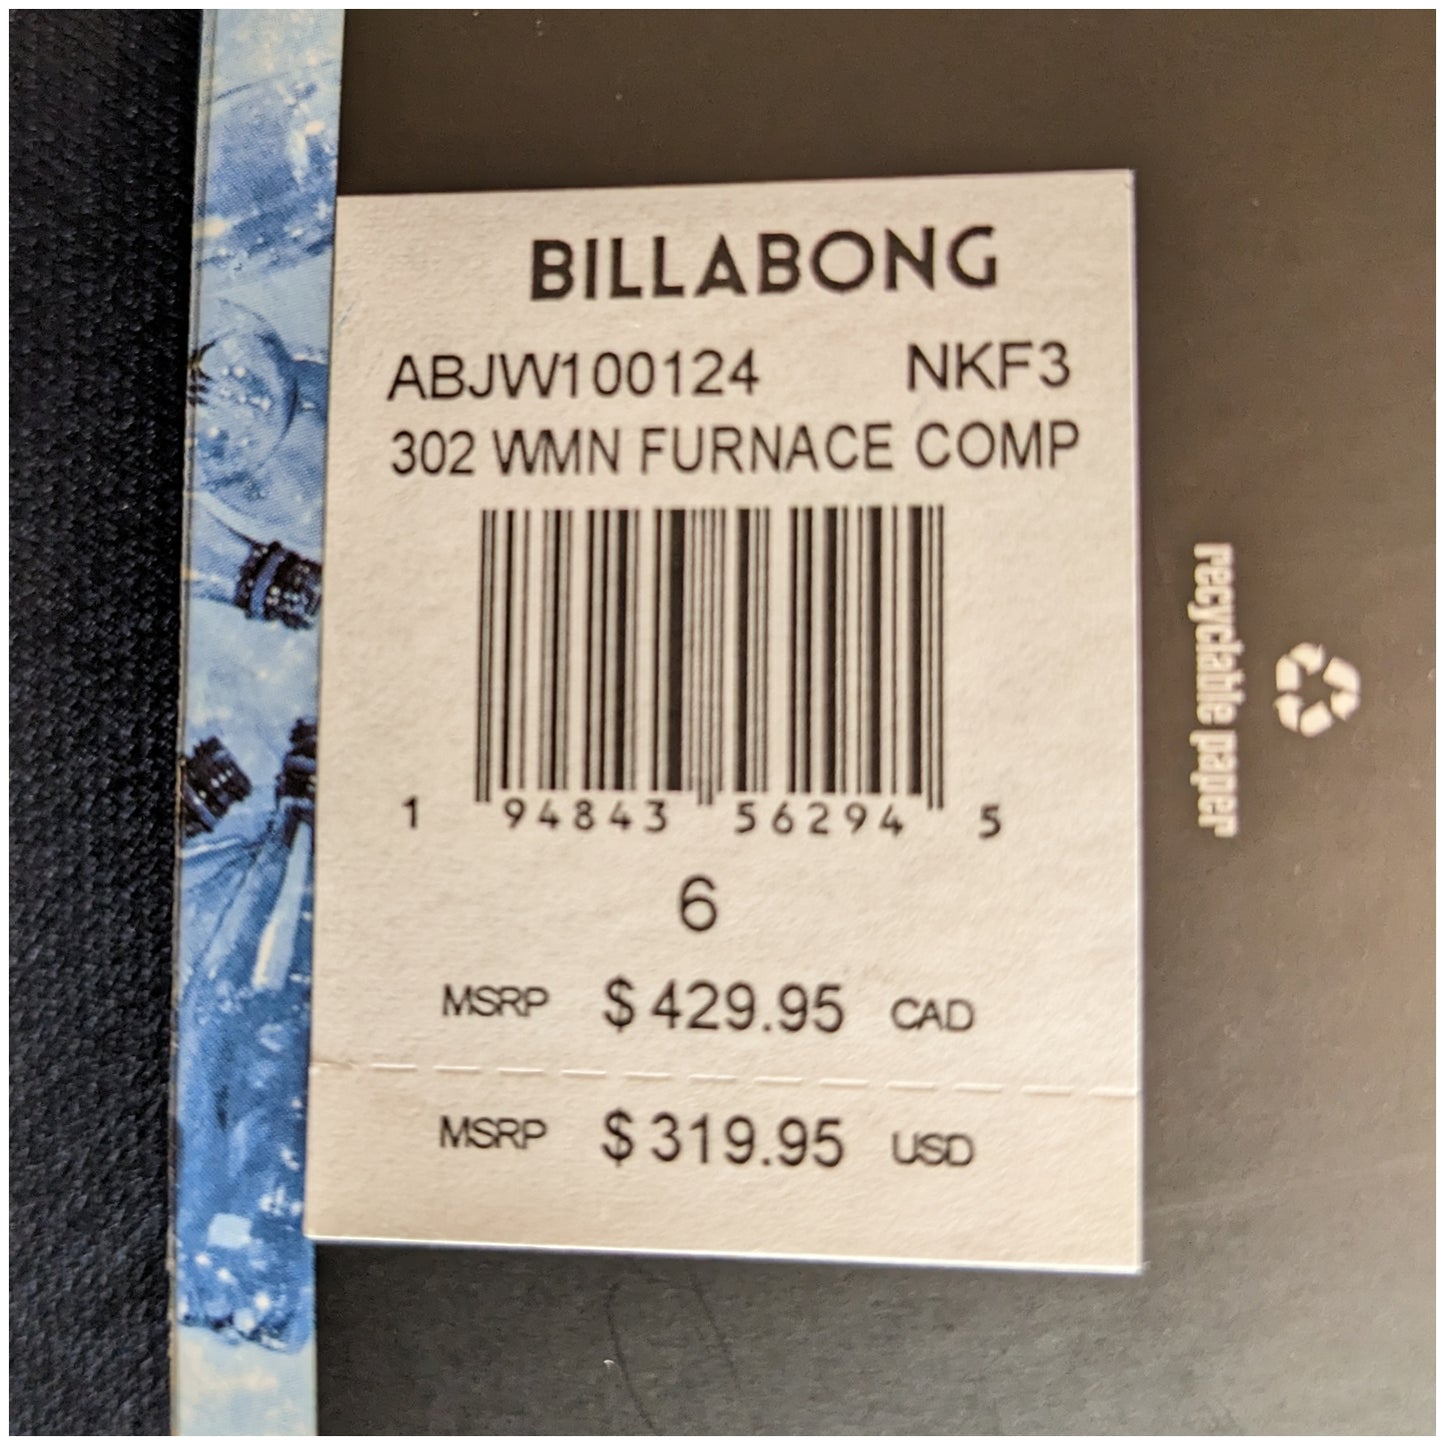 BILLABONG
ABJW100124 NKF3
302 WMN FURNACE COMP
1 94843 56294 5
6
MSRP $429.95 CAD
MSRP $319.95 USD
recyclable paper